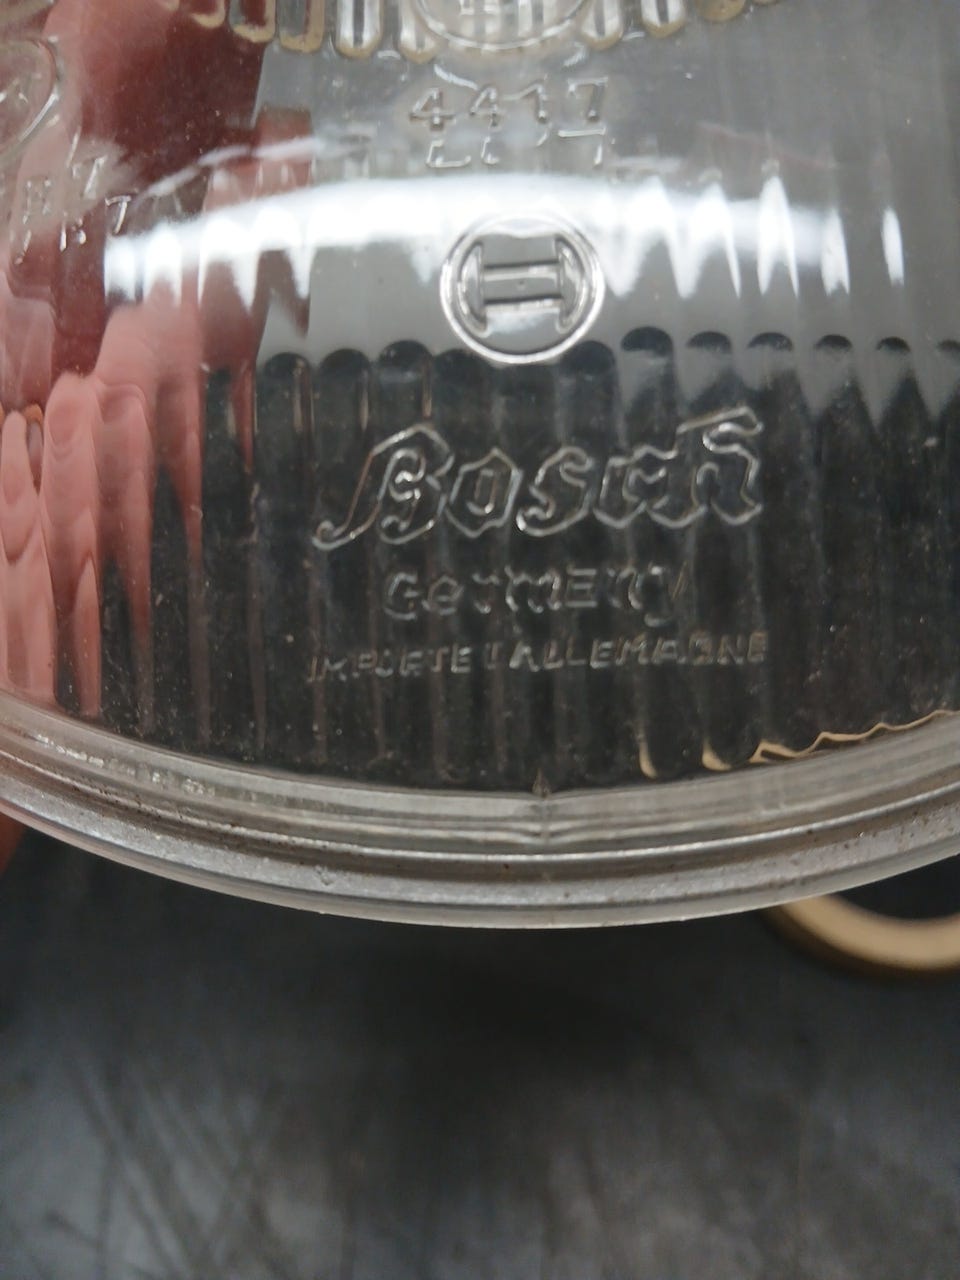 4417
Bosch
Germany
IMPORTE D'ALLEMAGNE